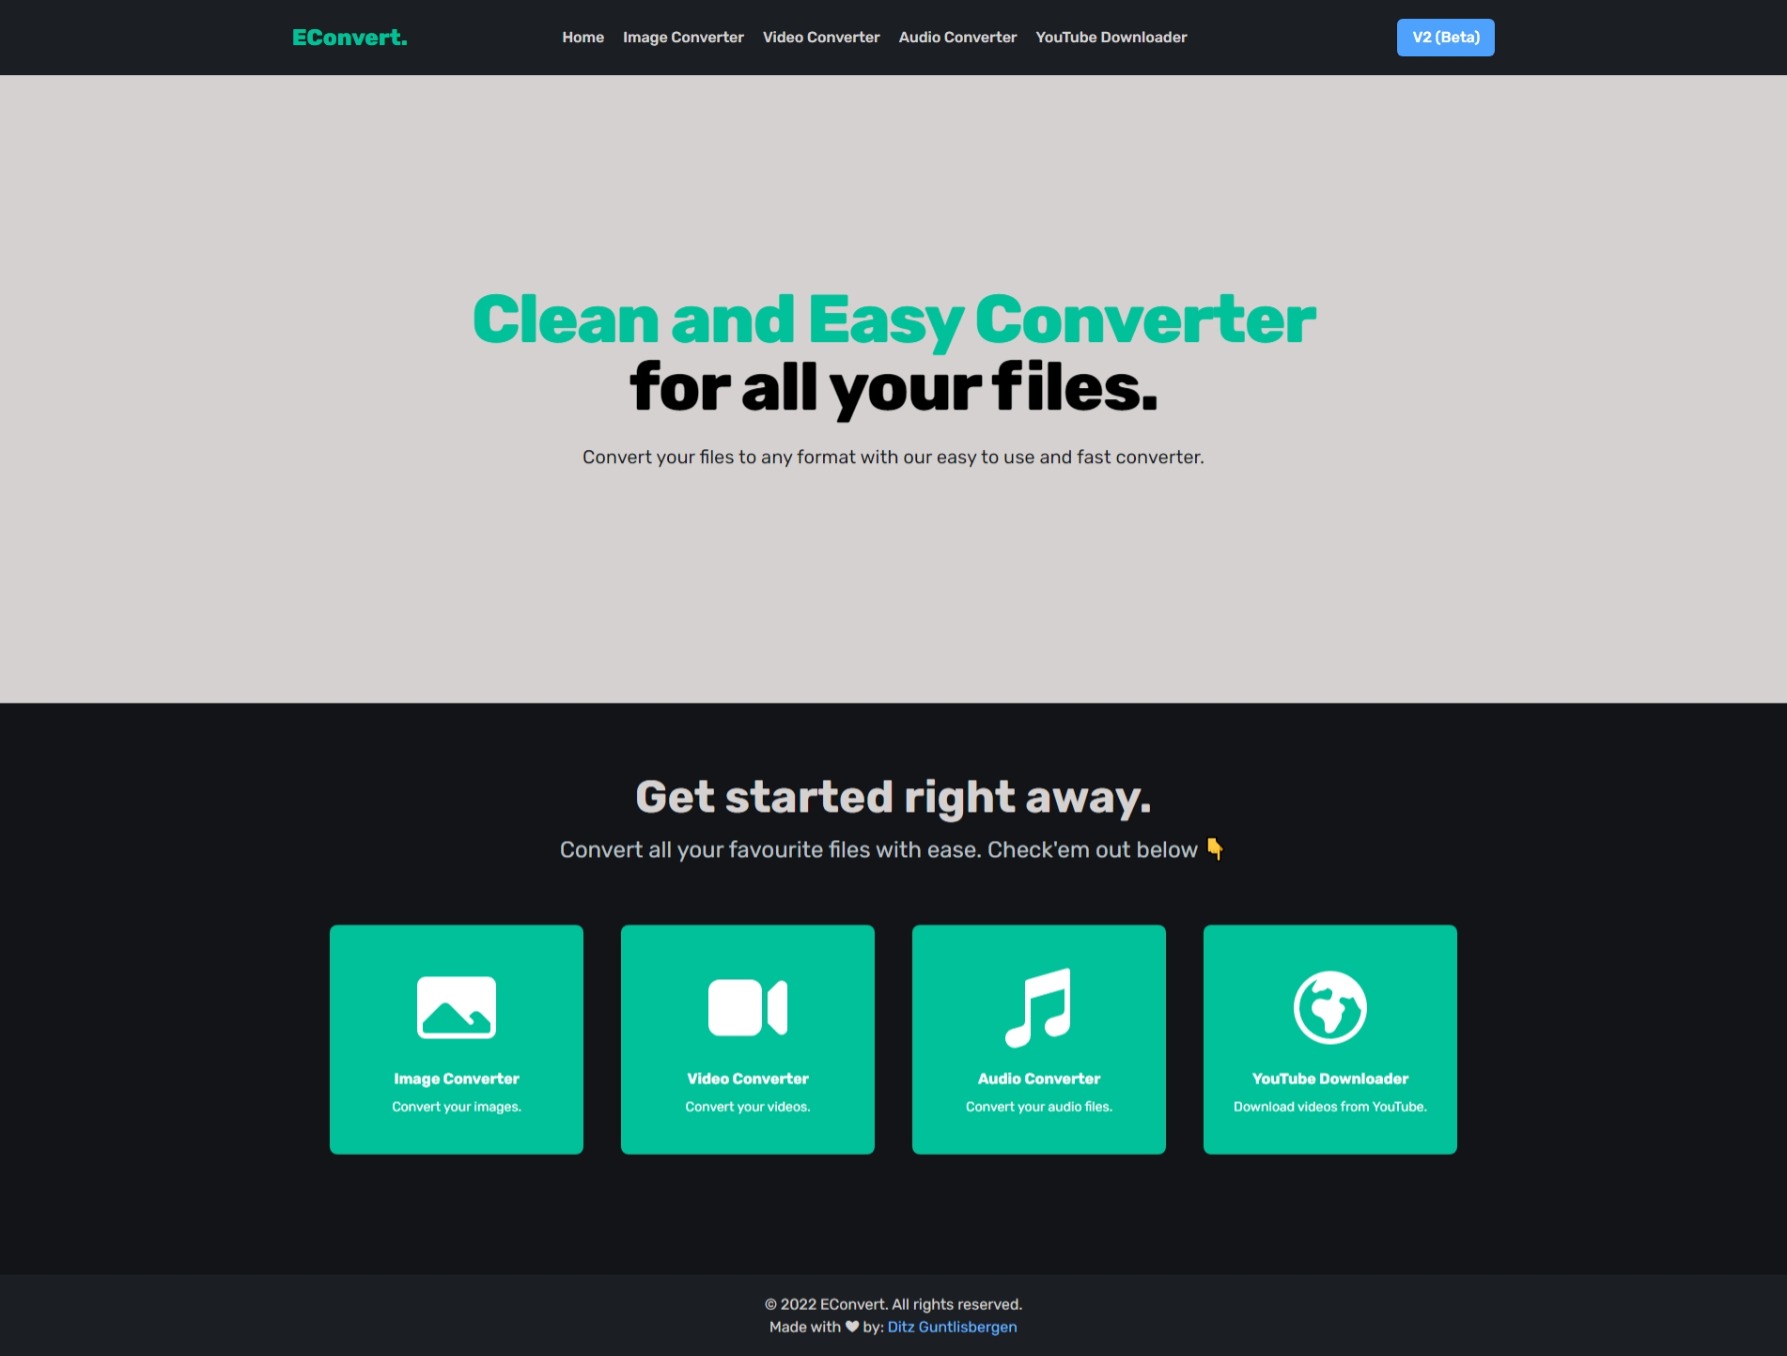 EConvert.
Home Image Converter Video Converter Audio Converter YouTube Downloader
V2 (Beta)
Clean and Easy Converter
for all your files.
Convert your files to any format with our easy to use and fast converter.
Get started right away.
Convert all your favourite files with ease. Check'em out below 👇
Image Converter
Convert your images.
Video Converter
Convert your videos.
Audio Converter
Convert your audio files.
YouTube Downloader
Download videos from YouTube.
© 2022 EConvert. All rights reserved.
Made with ❤ by: Ditz Guntlisbergen